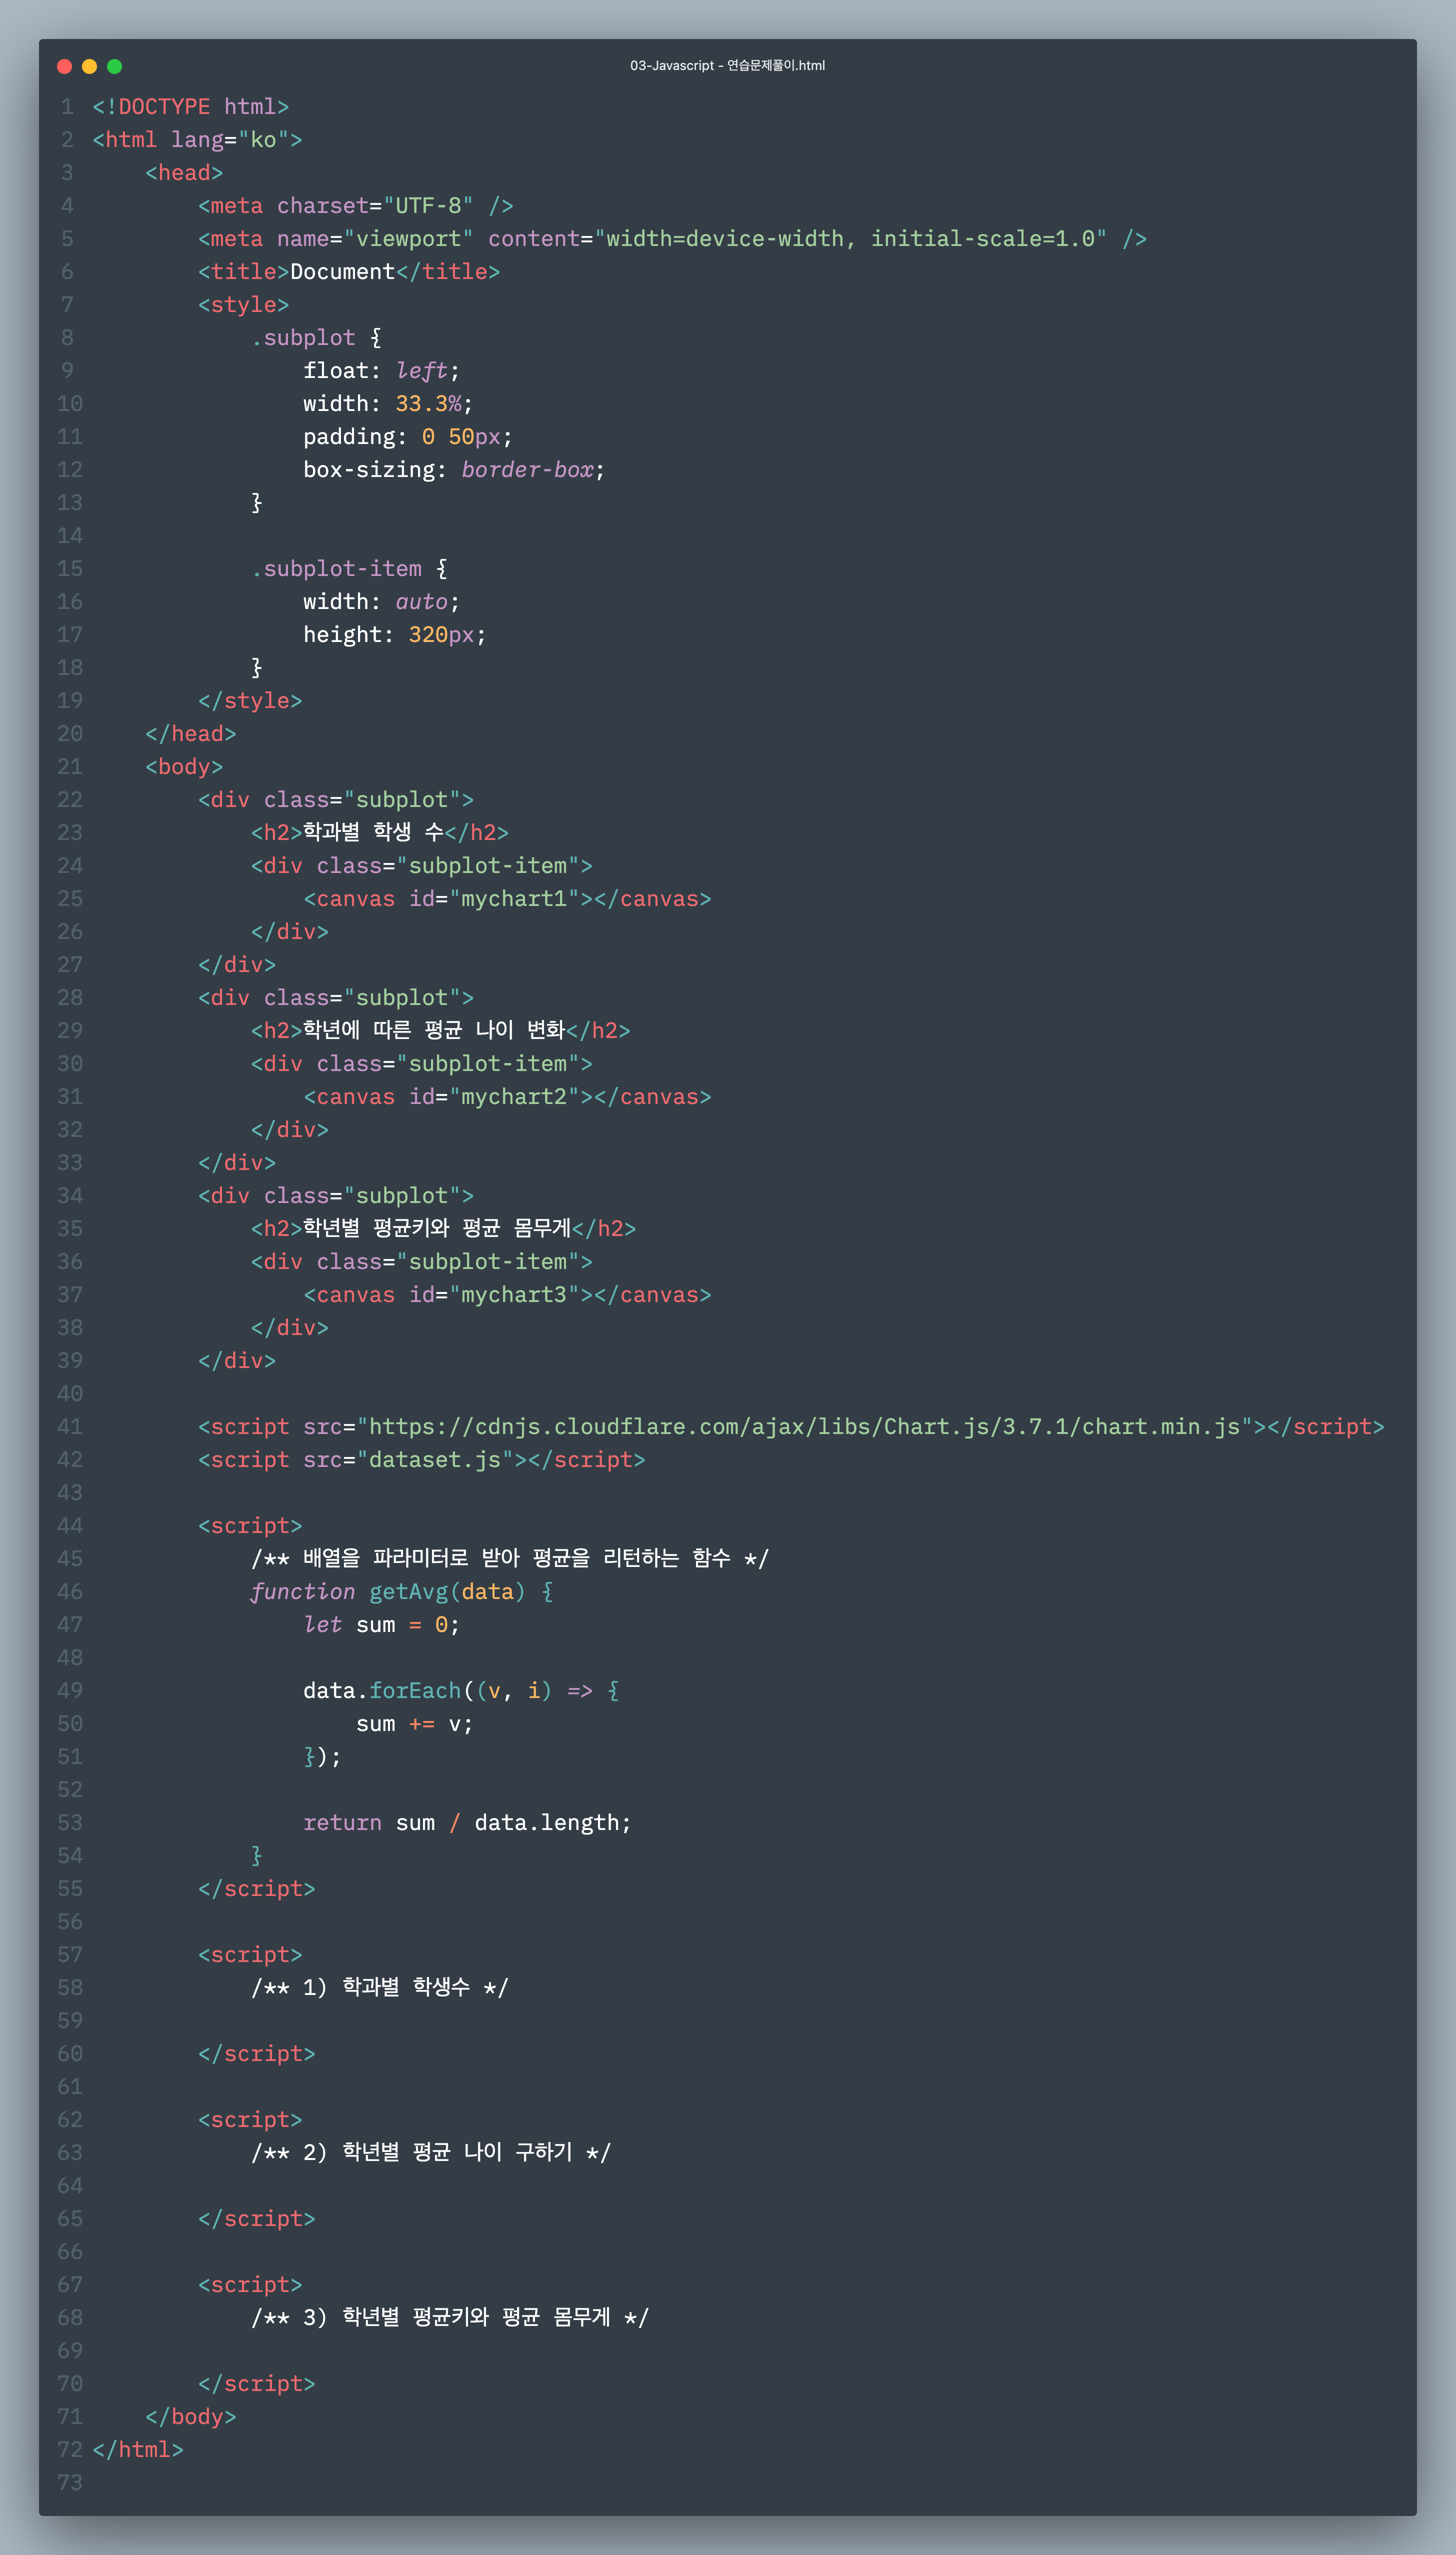 03-Javascript - 연습문제풀이.html
1 <!DOCTYPE html>
2 <html lang="ko">
3     <head>
4         <meta charset="UTF-8" />
5         <meta name="viewport" content="width=device-width, initial-scale=1.0" />
6         <title>Document</title>
7         <style>
8             .subplot {
9                 float: left;
10                 width: 33.3%;
11                 padding: 0 50px;
12                 box-sizing: border-box;
13             }
14
15             .subplot-item {
16                 width: auto;
17                 height: 320px;
18             }
19         </style>
20     </head>
21     <body>
22         <div class="subplot">
23             <h2>학과별 학생 수</h2>
24             <div class="subplot-item">
25                 <canvas id="mychart1"></canvas>
26             </div>
27         </div>
28         <div class="subplot">
29             <h2>학년에 따른 평균 나이 변화</h2>
30             <div class="subplot-item">
31                 <canvas id="mychart2"></canvas>
32             </div>
33         </div>
34         <div class="subplot">
35             <h2>학년별 평균키와 평균 몸무게</h2>
36             <div class="subplot-item">
37                 <canvas id="mychart3"></canvas>
38             </div>
39         </div>
40
41         <script src="https://cdnjs.cloudflare.com/ajax/libs/Chart.js/3.7.1/chart.min.js"></script>
42         <script src="dataset.js"></script>
43
44         <script>
45             /** 배열을 파라미터로 받아 평균을 리턴하는 함수 */
46             function getAvg(data) {
47                 let sum = 0;
48
49                 data.forEach((v, i) => {
50                     sum += v;
51                 });
52
53                 return sum / data.length;
54             }
55         </script>
56
57         <script>
58             /** 1) 학과별 학생수 */
59
60         </script>
61
62         <script>
63             /** 2) 학년별 평균 나이 구하기 */
64
65         </script>
66
67         <script>
68             /** 3) 학년별 평균키와 평균 몸무게 */
69
70         </script>
71     </body>
72 </html>
73